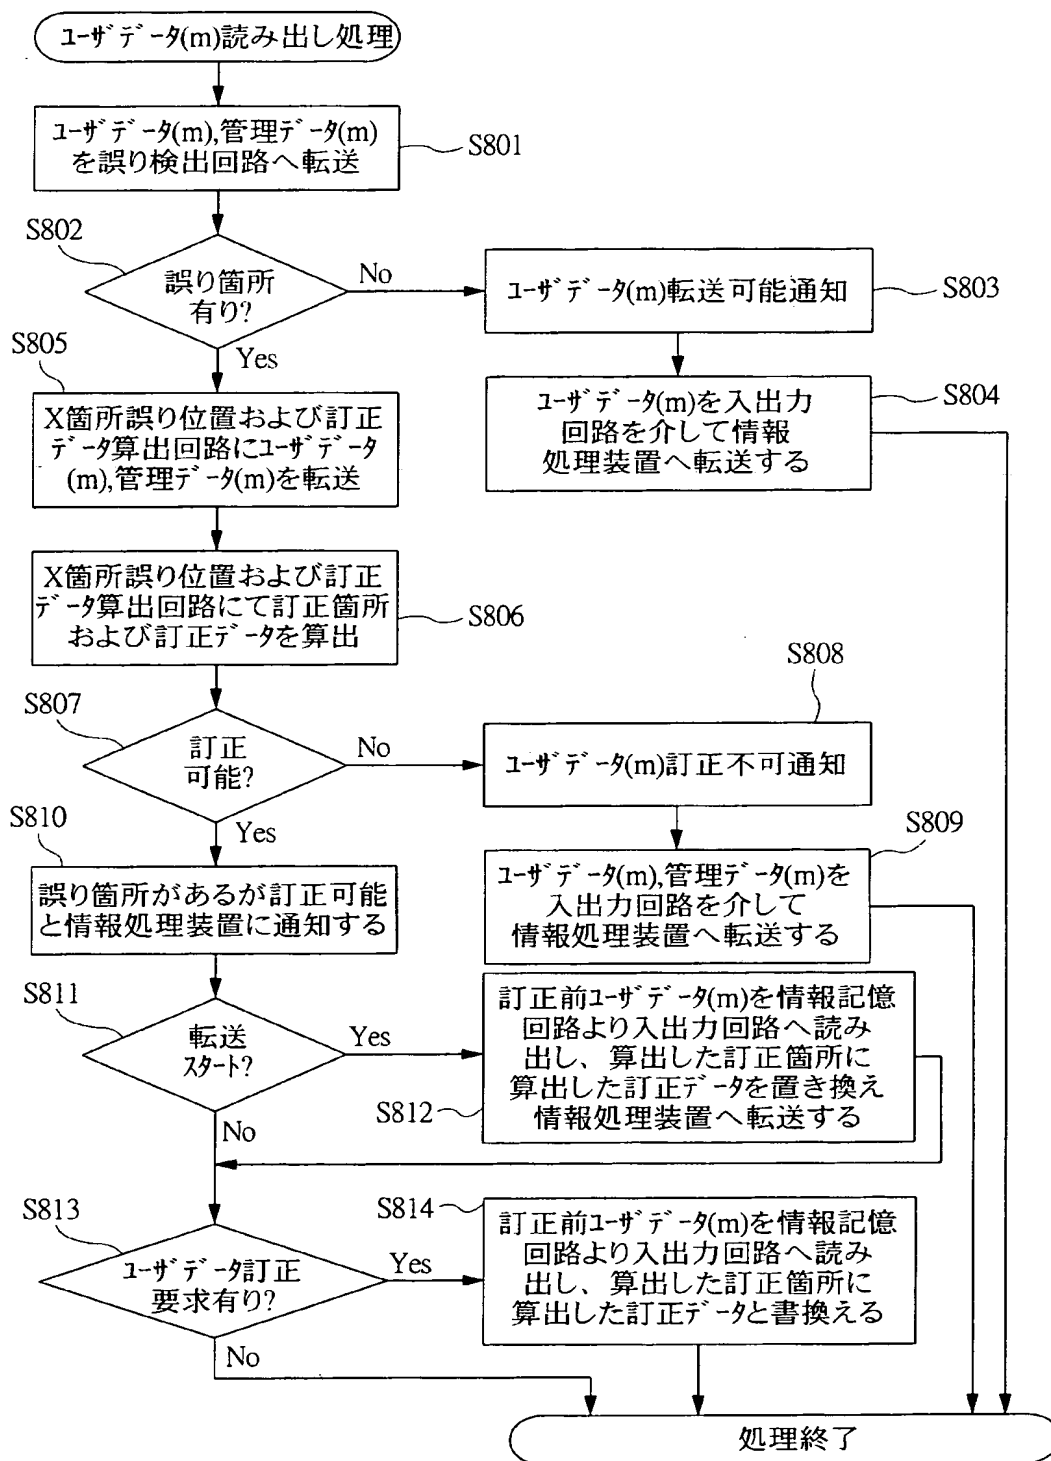 ユーザデータ(m)読み出し処理
ユーザデータ(m),管理データ(m)
を誤り検出回路へ転送
S801
S802
誤り箇所
有り?
No
Yes
ユーザデータ(m)転送可能通知
S803
ユーザデータ(m)を入出力
回路を介して情報
処理装置へ転送する
S804
S805
X箇所誤り位置および訂正
データ算出回路にユーザデータ
(m),管理データ(m)を転送
X箇所誤り位置および訂正
データ算出回路にて訂正箇所
および訂正データを算出
S806
S807
訂正
可能?
No
Yes
S808
ユーザデータ(m)訂正不可通知
S809
ユーザデータ(m),管理データ(m)を
入出力回路を介して
情報処理装置へ転送する
S810
誤り箇所があるが訂正可能
と情報処理装置に通知する
S811
転送
スタート?
Yes
No
訂正前ユーザデータ(m)を情報記憶
回路より入出力回路へ読み
出し、算出した訂正箇所に
算出した訂正データを置き換え
情報処理装置へ転送する
S812
S813
ユーザデータ訂正
要求有り?
Yes
No
S814
訂正前ユーザデータ(m)を情報記憶
回路より入出力回路へ読み
出し、算出した訂正箇所に
算出した訂正データと書換える
処理終了